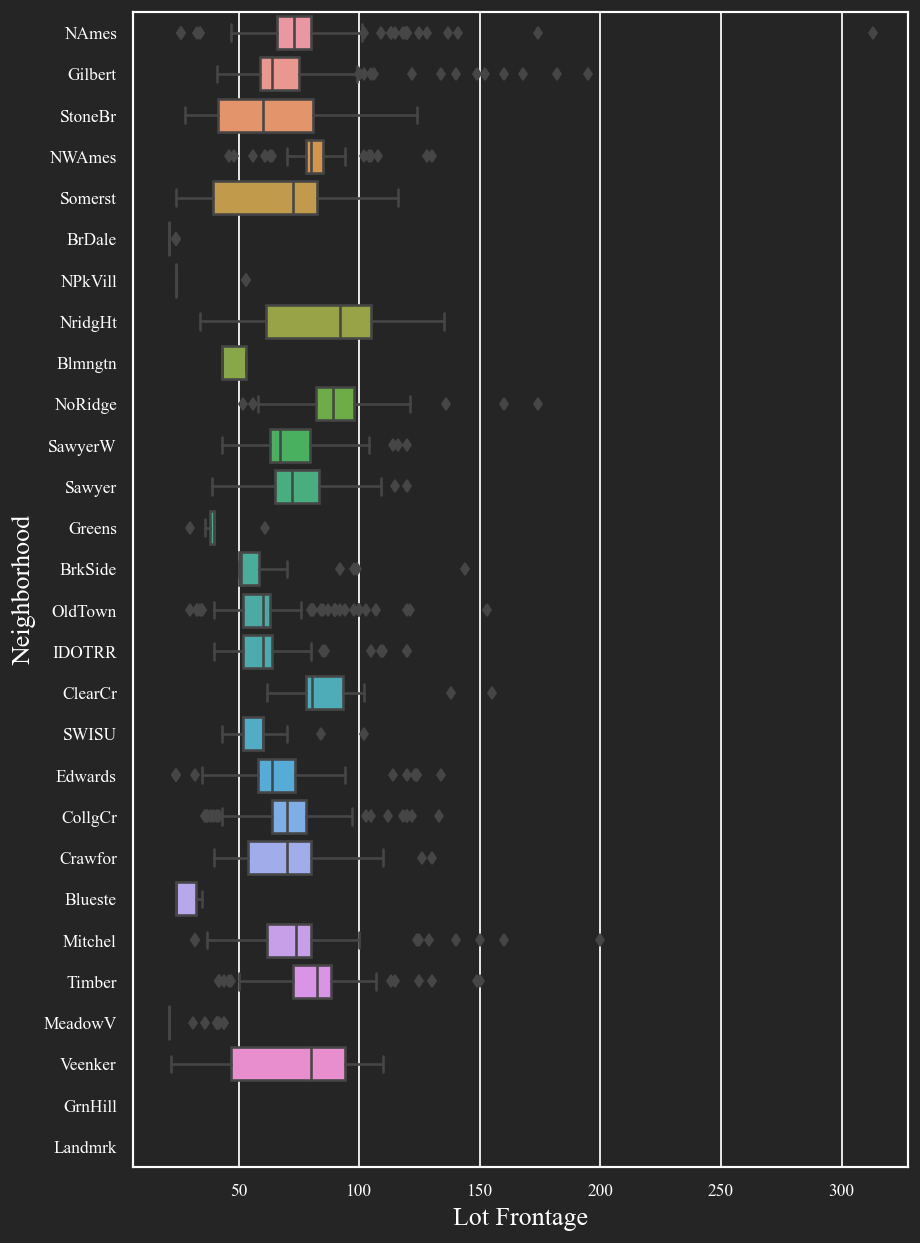 NAmes
Gilbert
StoneBr
NWAmes
Somerst
BrDale
NPkVill
NridgHt
Blmngtn
NoRidge
SawyerW
Sawyer
Greens
BrkSide
OldTown
IDOTRR
ClearCr
SWISU
Edwards
CollgCr
Crawfor
Blueste
Mitchel
Timber
MeadowV
Veenker
GrnHill
Landmrk
Neighborhood
50 100 150 200 250 300
Lot Frontage